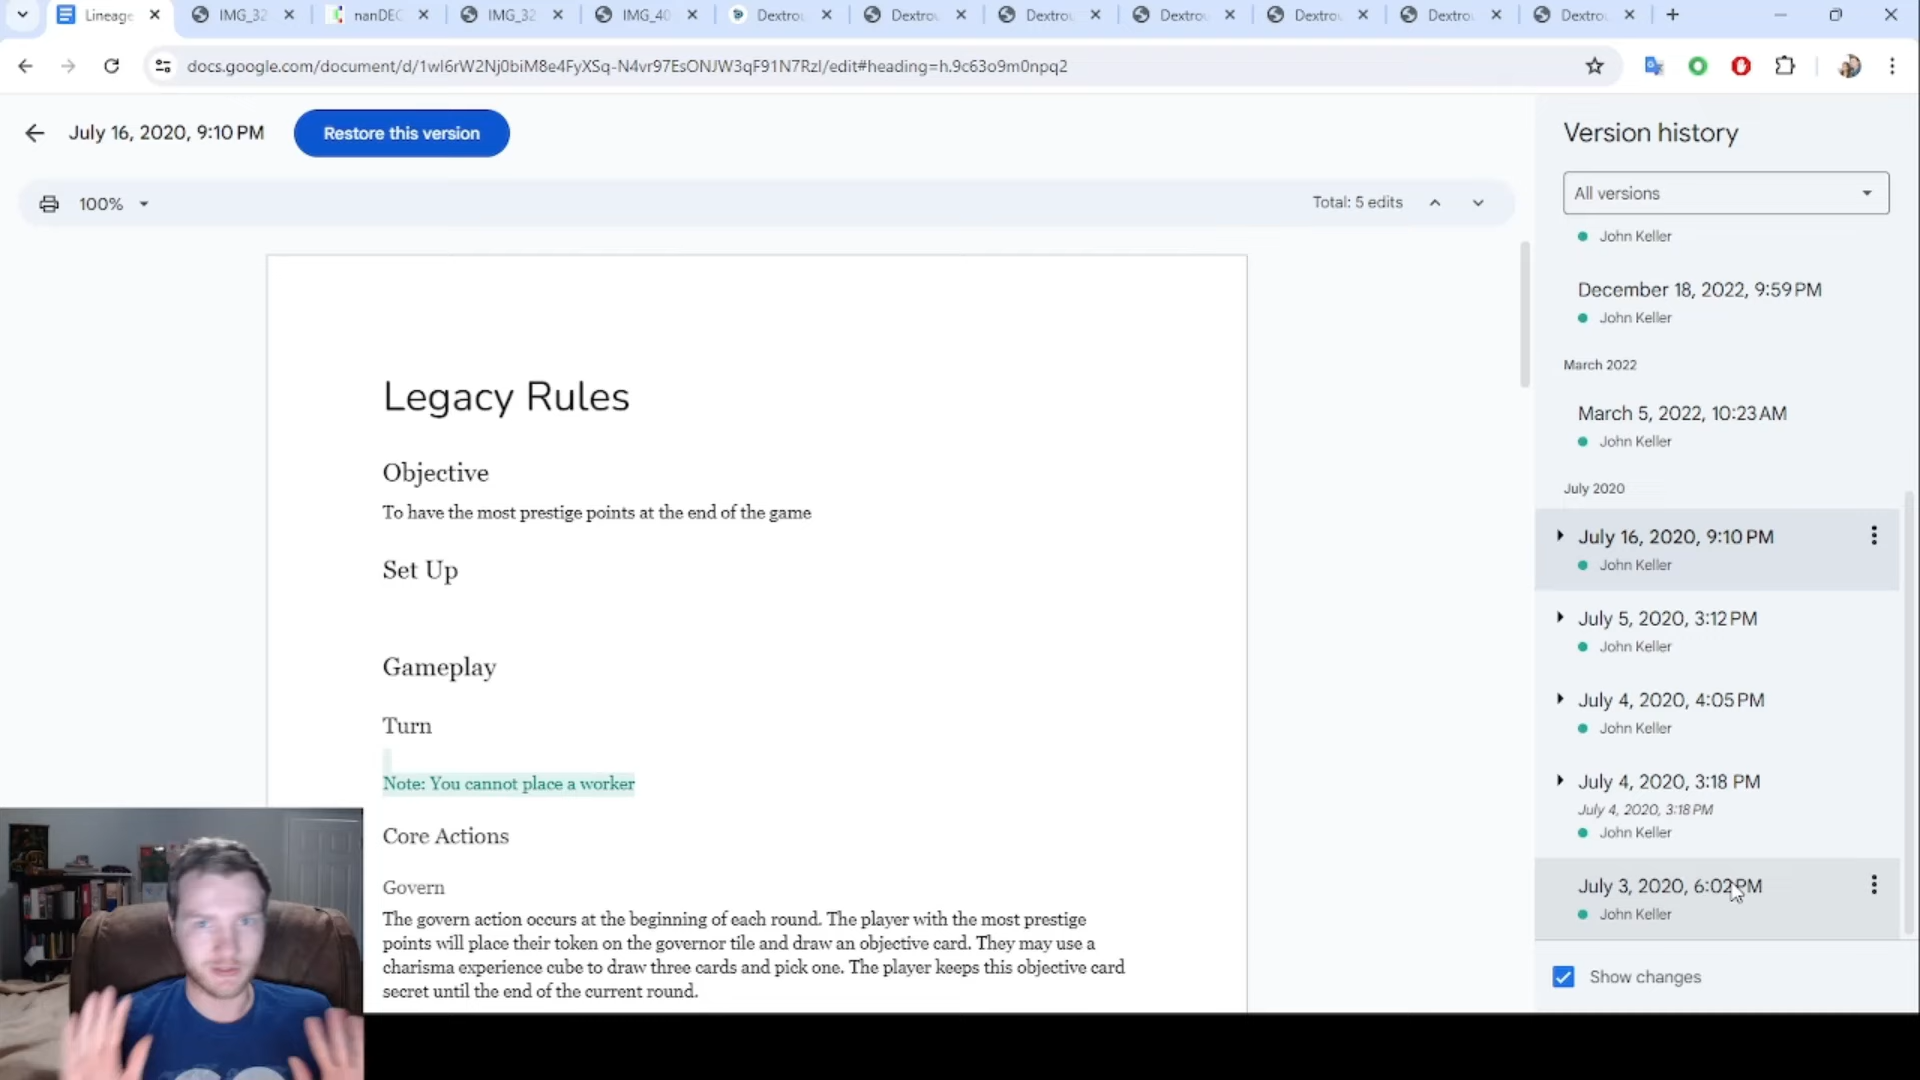 Lineage
IMG_32
nanDEC
IMG_32
IMG_40
Dextrou
Dextrou
Dextrou
Dextrou
Dextrou
Dextrou
Dextrou
docs.google.com/document/d/1wI6rW2Nj0biM8e4FyXSq-N4vr97EsONJW3qF91N7RzI/edit#heading=h.9c63o9m0npq2
July 16, 2020, 9:10 PM
Restore this version
100%
Total: 5 edits
Legacy Rules
Objective
To have the most prestige points at the end of the game
Set Up
Gameplay
Turn
Note: You cannot place a worker
Core Actions
Govern
The govern action occurs at the beginning of each round. The player with the most prestige
points will place their token on the governor tile and draw an objective card. They may use a
charisma experience cube to draw three cards and pick one. The player keeps this objective card
secret until the end of the current round.
Version history
All versions
John Keller
December 18, 2022, 9:59 PM
John Keller
March 2022
March 5, 2022, 10:23 AM
John Keller
July 2020
July 16, 2020, 9:10 PM
John Keller
July 5, 2020, 3:12 PM
John Keller
July 4, 2020, 4:05 PM
John Keller
July 4, 2020, 3:18 PM
July 4, 2020, 3:18 PM
John Keller
July 3, 2020, 6:02 PM
John Keller
Show changes